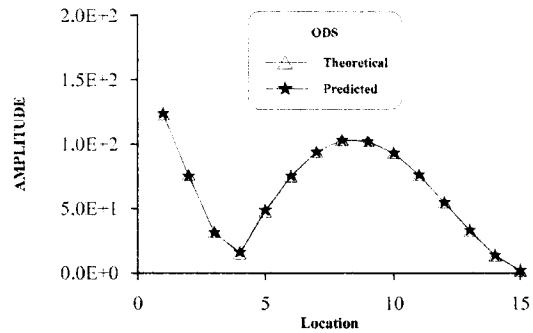 2.0E+2
ODS
Theoretical
Predicted
1.5E+2
1.0E+2
5.0E+1
0.0E+0
AMPLITUDE
0 5 10 15
Location